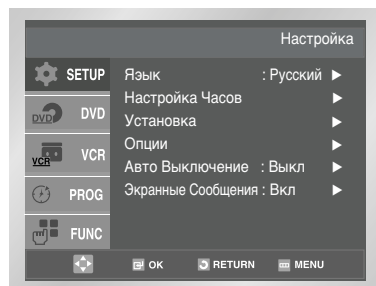 Настройка
SETUP
DVD DVD
VCR VCR
PROG
FUNC
Язык : Русский ►
Настройка Часов ►
Установка ►
Опции ►
Авто Выключение : Выкл ►
Экранные Сообщения : Вкл ►
OK RETURN MENU